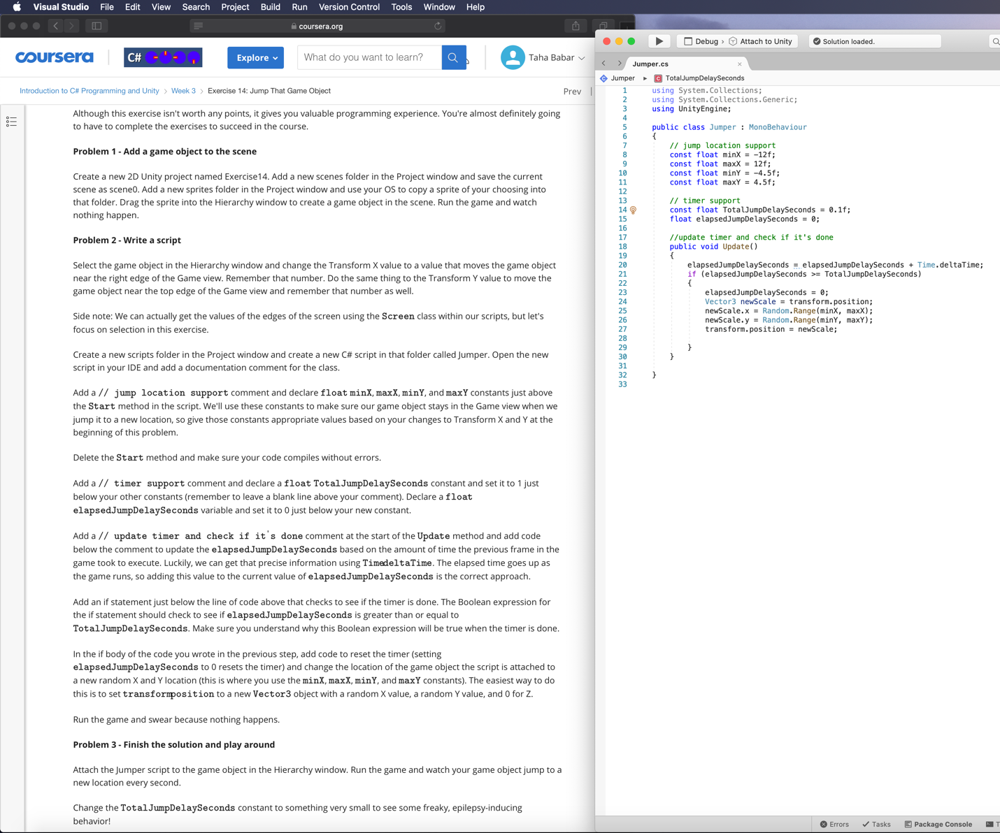 Visual Studio File Edit View Search Project Build Run Version Control Tools Window Help
coursera.org
coursera
C#
Explore
What do you want to learn?
Taha Babar
Introduction to C# Programming and Unity > Week 3 > Exercise 14: Jump That Game Object
Prev
Although this exercise isn't worth any points, it gives you valuable programming experience. You're almost definitely going
to have to complete the exercises to succeed in the course.
Problem 1 - Add a game object to the scene
Create a new 2D Unity project named Exercise14. Add a new scenes folder in the Project window and save the current
scene as scene0. Add a new sprites folder in the Project window and use your OS to copy a sprite of your choosing into
that folder. Drag the sprite into the Hierarchy window to create a game object in the scene. Run the game and watch
nothing happen.
Problem 2 - Write a script
Select the game object in the Hierarchy window and change the Transform X value to a value that moves the game object
near the right edge of the Game view. Remember that number. Do the same thing to the Transform Y value to move the
game object near the top edge of the Game view and remember that number as well.
Side note: We can actually get the values of the edges of the screen using the Screen class within our scripts, but let's
focus on selection in this exercise.
Create a new scripts folder in the Project window and create a new C# script in that folder called Jumper. Open the new
script in your IDE and add a documentation comment for the class.
Add a // jump location support comment and declare float minX, maxX, minY, and maxY constants just above
the Start method in the script. We'll use these constants to make sure our game object stays in the Game view when we
jump it to a new location, so give those constants appropriate values based on your changes to Transform X and Y at the
beginning of this problem.
Delete the Start method and make sure your code compiles without errors.
Add a // timer support comment and declare a float TotalJumpDelaySeconds constant and set it to 1 just
below your other constants (remember to leave a blank line above your comment). Declare a float
elapsedJumpDelaySeconds variable and set it to 0 just below your new constant.
Add a // update timer and check if it's done comment at the start of the Update method and add code
below the comment to update the elapsedJumpDelaySeconds based on the amount of time the previous frame in the
game took to execute. Luckily, we can get that precise information using Time.deltaTime. The elapsed time goes up as
the game runs, so adding this value to the current value of elapsedJumpDelaySeconds is the correct approach.
Add an if statement just below the line of code above that checks to see if the timer is done. The Boolean expression for
the if statement should check to see if elapsedJumpDelaySeconds is greater than or equal to
TotalJumpDelaySeconds. Make sure you understand why this Boolean expression will be true when the timer is done.
In the if body of the code you wrote in the previous step, add code to reset the timer (setting
elapsedJumpDelaySeconds to 0 resets the timer) and change the location of the game object the script is attached to
a new random X and Y location (this is where you use the minX, maxX, minY, and maxY constants). The easiest way to do
this is to set transform.position to a new Vector3 object with a random X value, a random Y value, and 0 for Z.
Run the game and swear because nothing happens.
Problem 3 - Finish the solution and play around
Attach the Jumper script to the game object in the Hierarchy window. Run the game and watch your game object jump to a
new location every second.
Change the TotalJumpDelaySeconds constant to something very small to see some freaky, epilepsy-inducing
behavior!
Debug > Attach to Unity
Solution loaded.
Jumper.cs
Jumper TotalJumpDelaySeconds
1 using System.Collections;
2 using System.Collections.Generic;
3 using UnityEngine;
4
5 public class Jumper : MonoBehaviour
6 {
7 // jump location support
8 const float minX = -12f;
9 const float maxX = 12f;
10 const float minY = -4.5f;
11 const float maxY = 4.5f;
12
13 // timer support
14 const float TotalJumpDelaySeconds = 0.1f;
15 float elapsedJumpDelaySeconds = 0;
16
17 //update timer and check if it's done
18 public void Update()
19 {
20 elapsedJumpDelaySeconds = elapsedJumpDelaySeconds + Time.deltaTime;
21 if (elapsedJumpDelaySeconds >= TotalJumpDelaySeconds)
22 {
23 elapsedJumpDelaySeconds = 0;
24 Vector3 newScale = transform.position;
25 newScale.x = Random.Range(minX, maxX);
26 newScale.y = Random.Range(minY, maxY);
27 transform.position = newScale;
28
29 }
30 }
31
32 }
33
Errors Tasks Package Console T